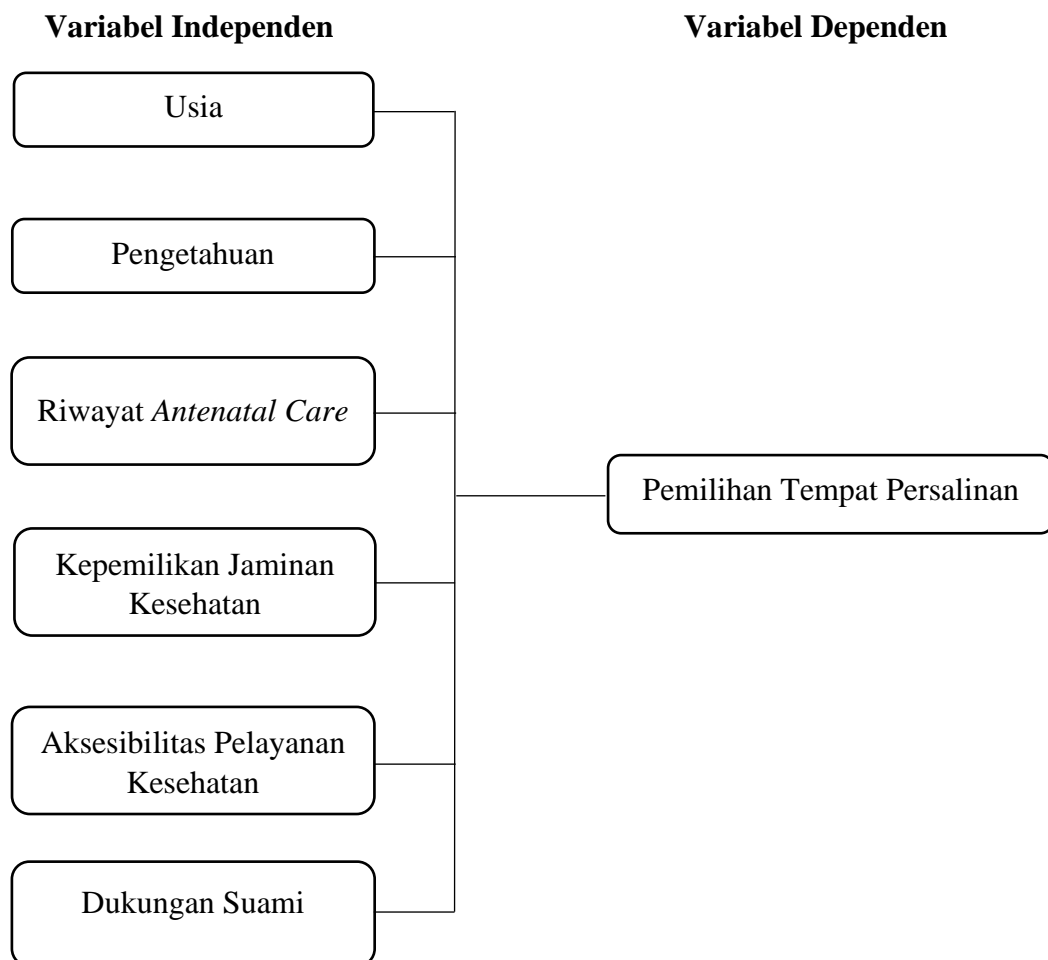 Variabel Independen
Variabel Dependen
Usia
Pengetahuan
Riwayat Antenatal Care
Pemilihan Tempat Persalinan
Kepemilikan Jaminan
Kesehatan
Aksesibilitas Pelayanan
Kesehatan
Dukungan Suami